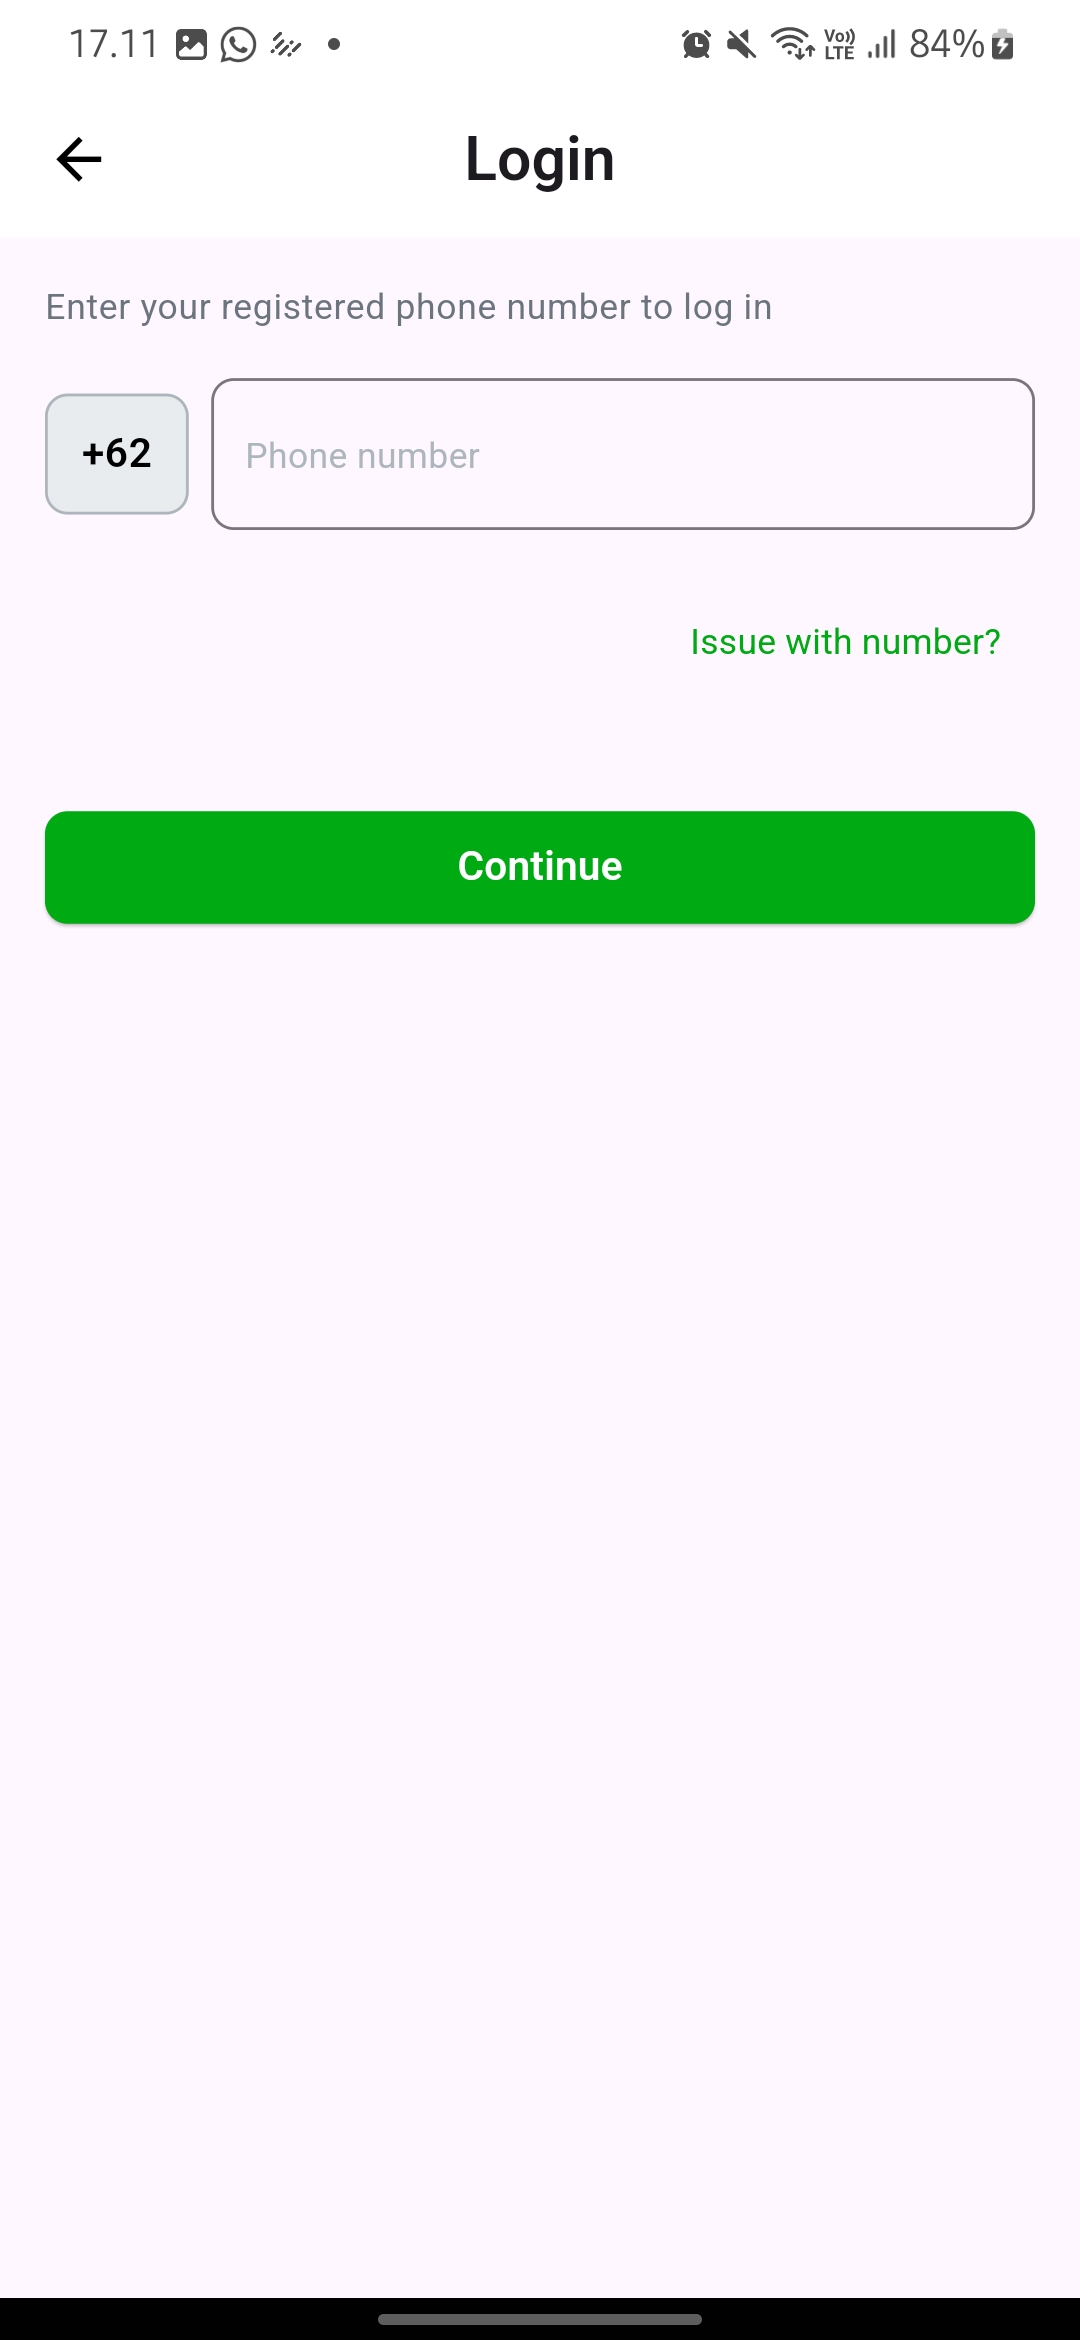 17.11
Vo)) LTE 84%
Login
Enter your registered phone number to log in
+62 Phone number
Issue with number?
Continue